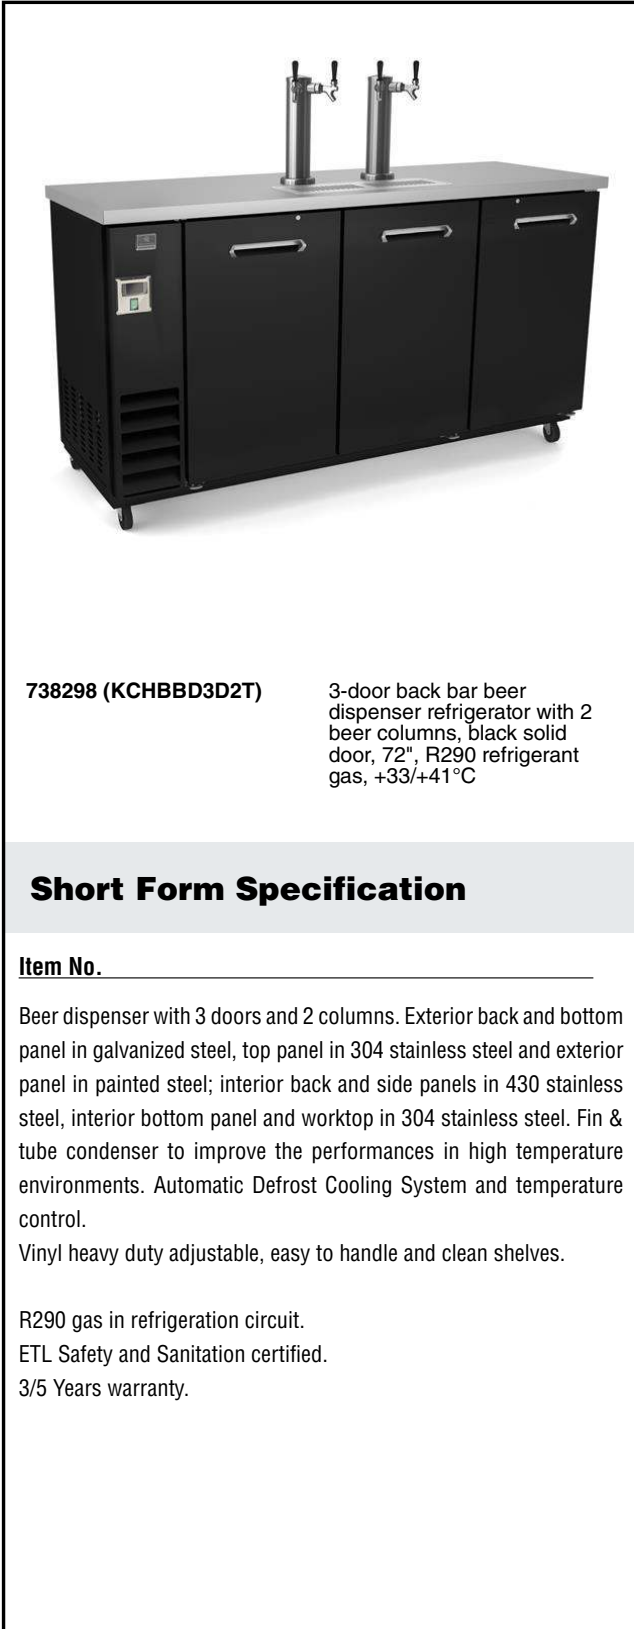 738298 (KCHBBD3D2T)
3-door back bar beer
dispenser refrigerator with 2
beer columns, black solid
door, 72", R290 refrigerant
gas, +33/+41°C
Short Form Specification
Item No.
Beer dispenser with 3 doors and 2 columns. Exterior back and bottom
panel in galvanized steel, top panel in 304 stainless steel and exterior
panel in painted steel; interior back and side panels in 430 stainless
steel, interior bottom panel and worktop in 304 stainless steel. Fin &
tube condenser to improve the performances in high temperature
environments. Automatic Defrost Cooling System and temperature
control.
Vinyl heavy duty adjustable, easy to handle and clean shelves.
R290 gas in refrigeration circuit.
ETL Safety and Sanitation certified.
3/5 Years warranty.